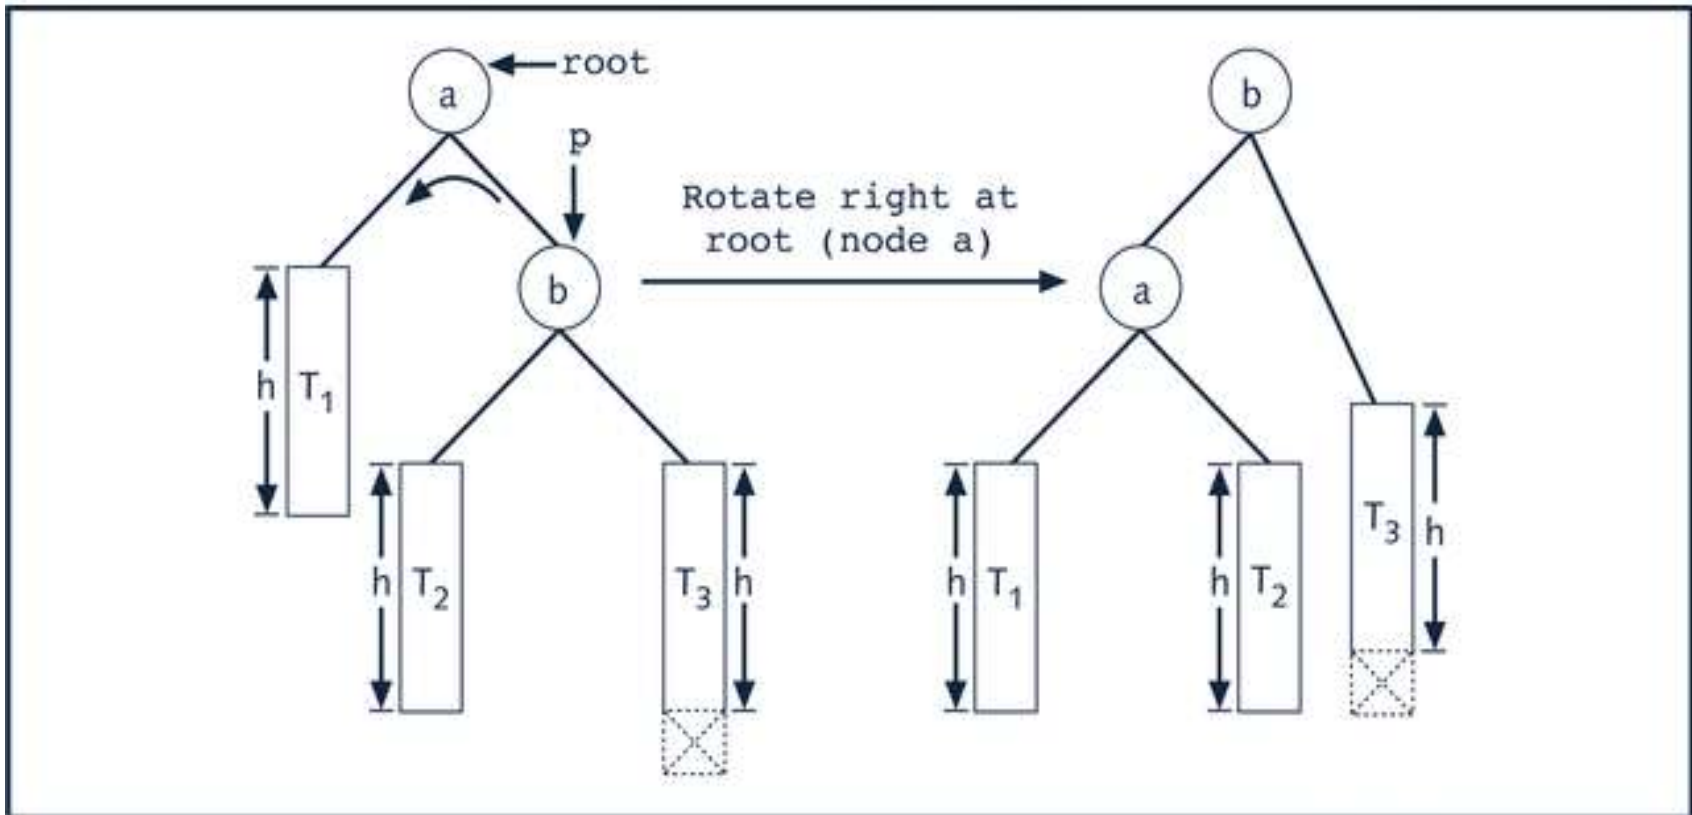 a
root
p
b
Rotate right at
root (node a)
b
a
h
T₁
h
T₂
T₃
h
h
T₁
h
T₂
T₃
h